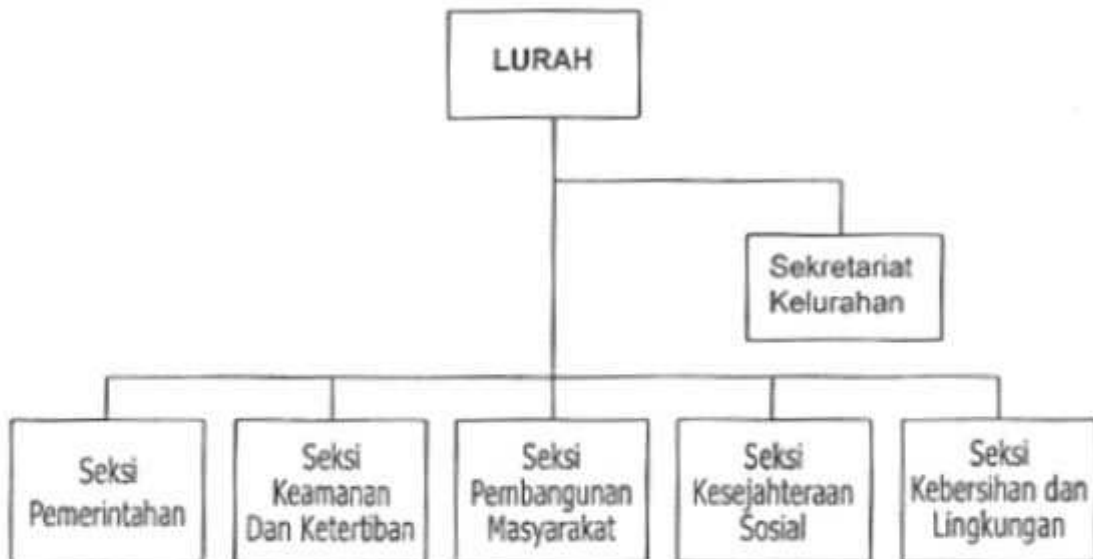 LURAH
Sekretariat
Kelurahan
Seksi
Pemerintahan
Seksi
Keamanan
Dan Ketertiban
Seksi
Pembangunan
Masyarakat
Seksi
Kesejahteraan
Sosial
Seksi
Kebersihan dan
Lingkungan